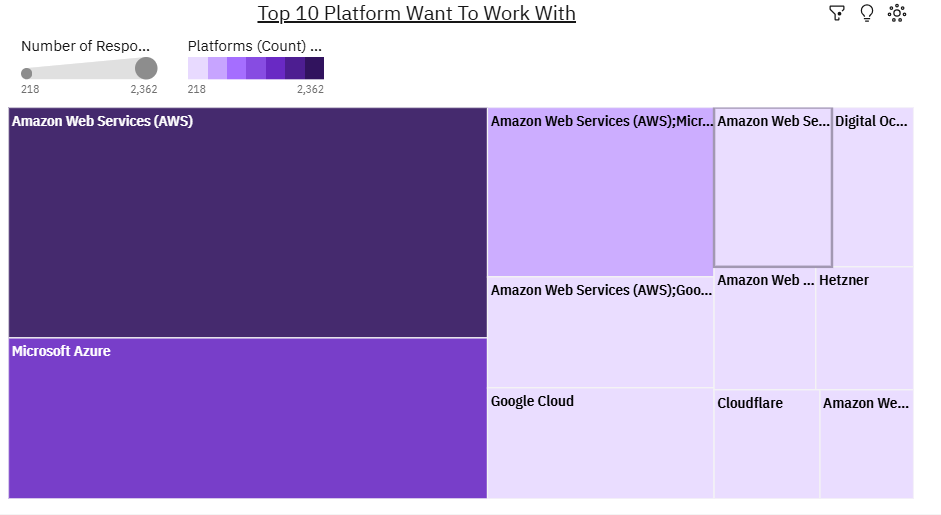 Top 10 Platform Want To Work With
Number of Respo...
218 2,362
Platforms (Count) ...
218 2,362
Amazon Web Services (AWS)
Microsoft Azure
Amazon Web Services (AWS);Micr...
Amazon Web Services (AWS);Goo...
Google Cloud
Amazon Web Se...
Digital Oc...
Amazon Web ...
Hetzner
Cloudflare
Amazon We...